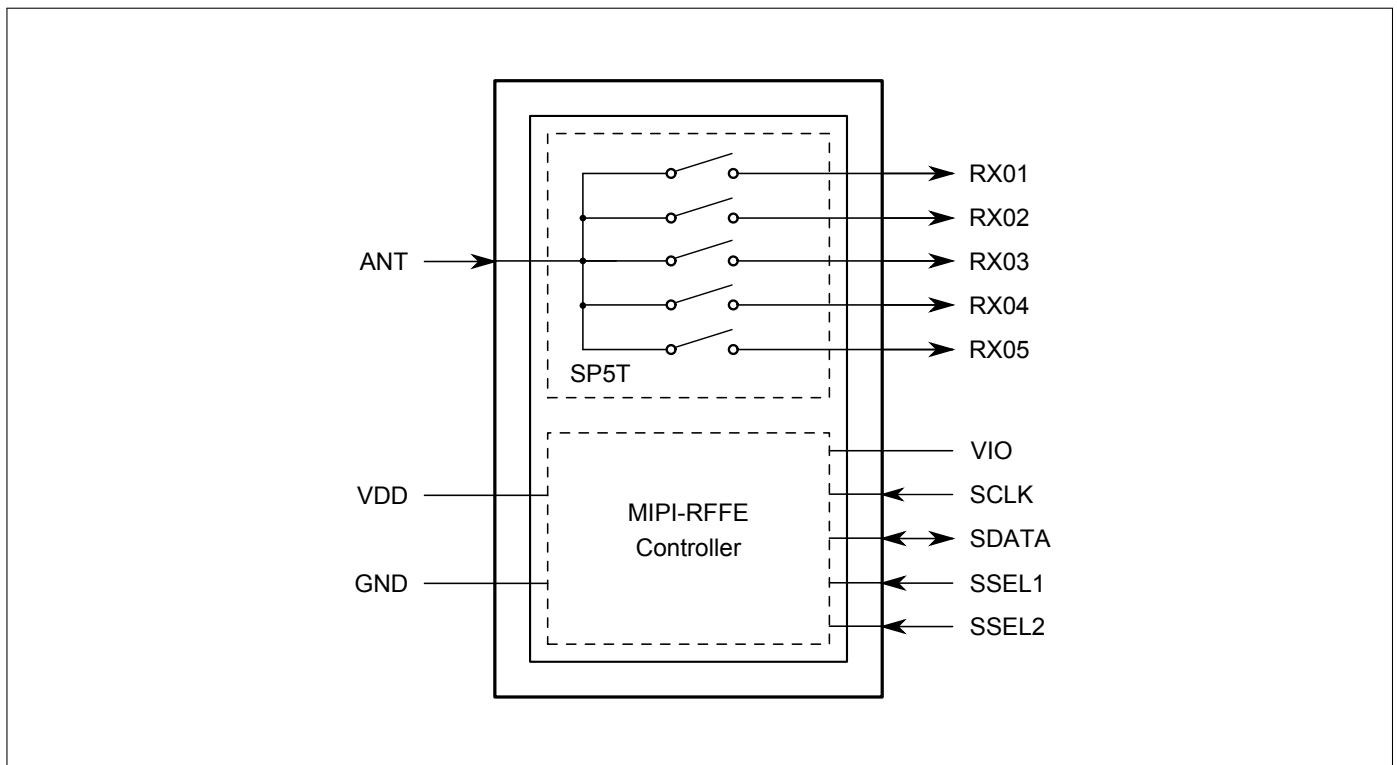 RX01
RX02
ANT
RX03
RX04
RX05
SP5T
VIO
VDD
SCLK
MIPI-RFFE
Controller
SDATA
GND
SSEL1
SSEL2